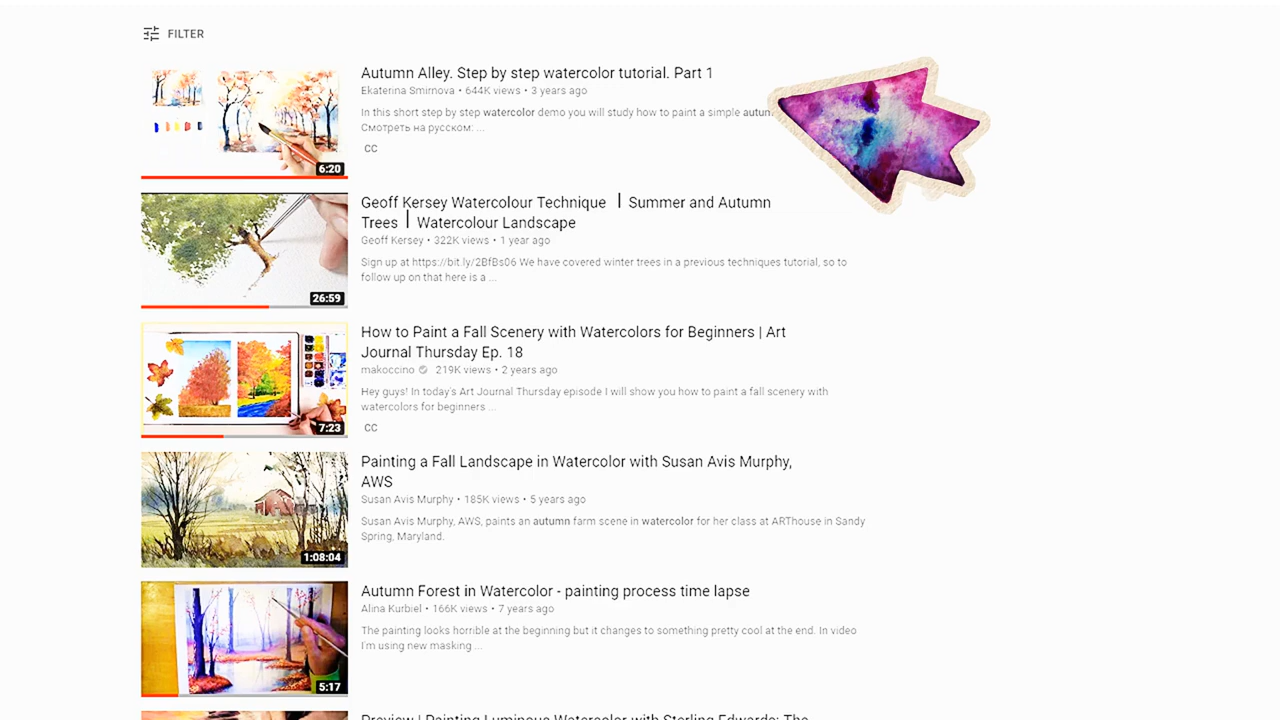 FILTER
Autumn Alley. Step by step watercolor tutorial. Part 1
Ekaterina Smirnova • 644K views • 3 years ago
In this short step by step watercolor demo you will study how to paint a simple autum
Смотреть на русском: ...
CC
6:20
Geoff Kersey Watercolour Technique | Summer and Autumn
Trees | Watercolour Landscape
Geoff Kersey • 322K views • 1 year ago
Sign up at https://bit.ly/2BfBs06 We have covered winter trees in a previous techniques tutorial, so to
follow up on that here is a ...
26:59
How to Paint a Fall Scenery with Watercolors for Beginners | Art
Journal Thursday Ep. 18
makoccino 219K views • 2 years ago
Hey guys! In today's Art Journal Thursday episode I will show you how to paint a fall scenery with
watercolors for beginners ...
CC
7:23
Painting a Fall Landscape in Watercolor with Susan Avis Murphy,
AWS
Susan Avis Murphy • 185K views • 5 years ago
Susan Avis Murphy, AWS, paints an autumn farm scene in watercolor for her class at ARThouse in Sandy
Spring, Maryland.
1:08:04
Autumn Forest in Watercolor - painting process time lapse
Alina Kurbiel • 166K views • 7 years ago
The painting looks horrible at the beginning but it changes to something pretty cool at the end. In video
I'm using new masking ...
5:17
Preview | Painting Luminous Watercolor with Sterling Edwards: The